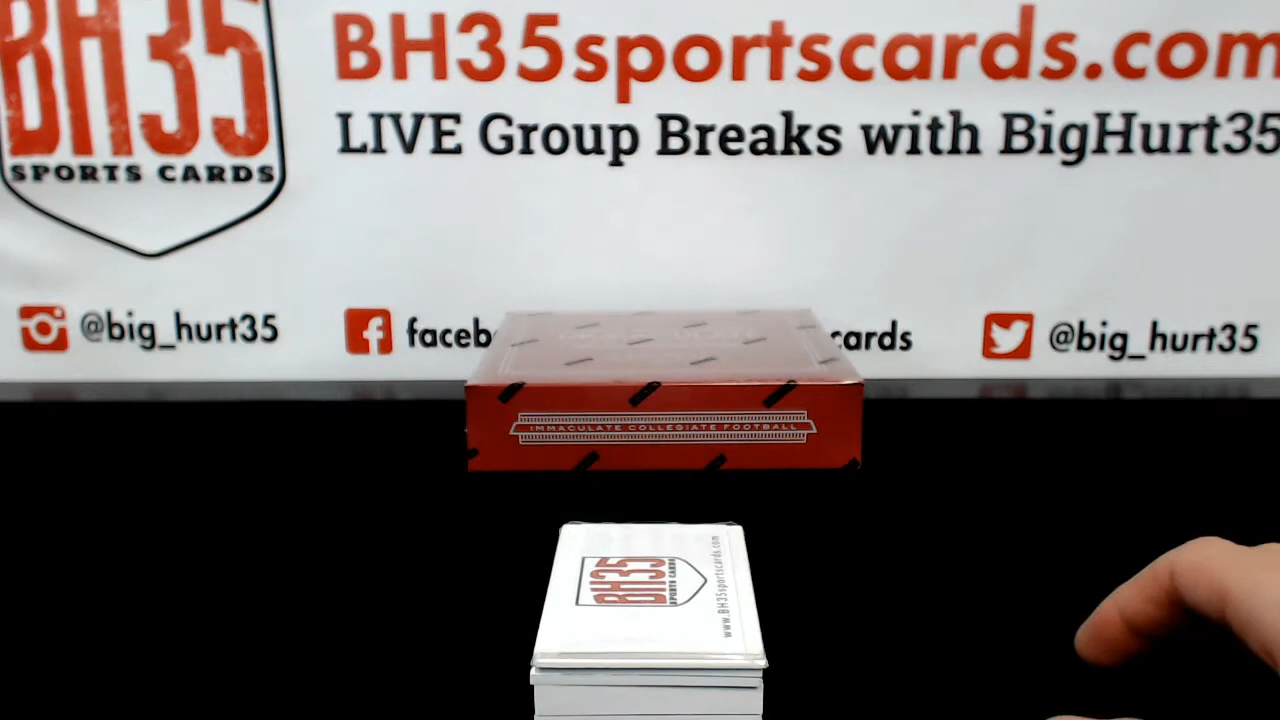 BH35
SPORTS CARDS
BH35sportscards.com
LIVE Group Breaks with BigHurt35
@big_hurt35
faceb
cards
@big_hurt35
IMMACULATE COLLEGIATE FOOTBALL
BH35
SPORTS CARDS
www.BH35sportscards.com